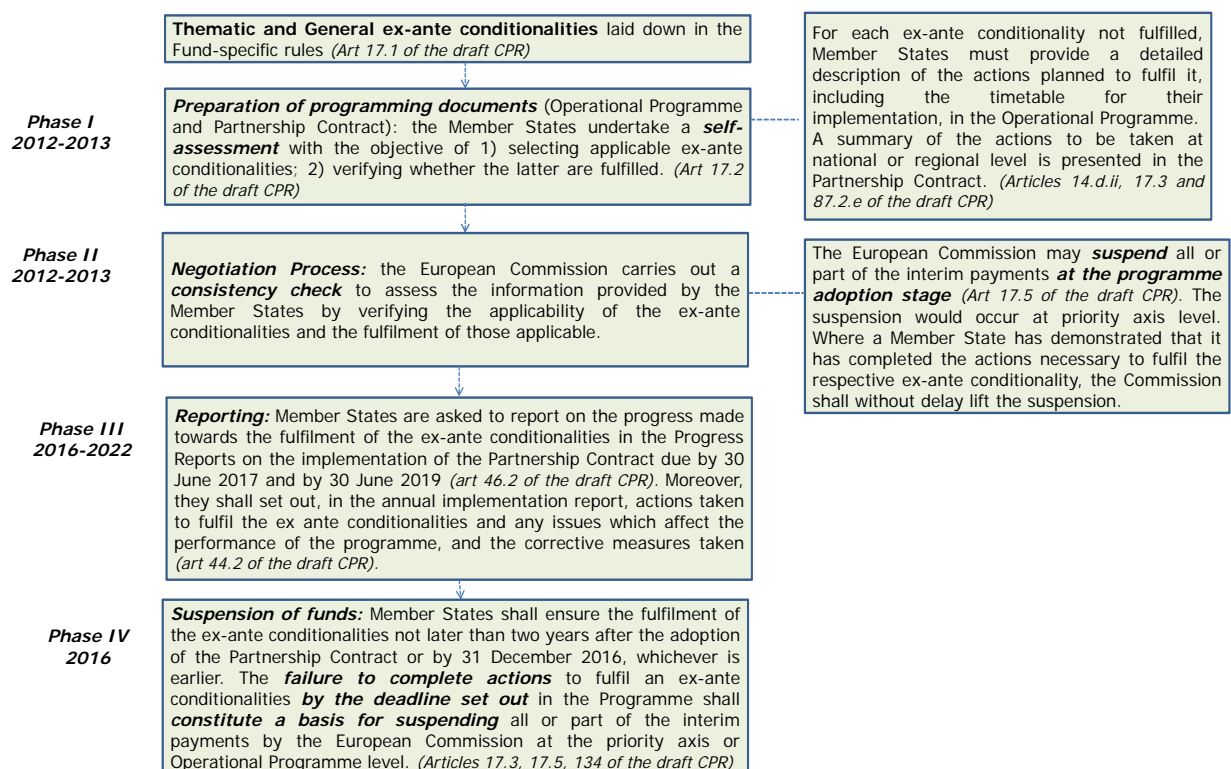 Thematic and General ex-ante conditionalities laid down in the
Fund-specific rules (Art 17.1 of the draft CPR)
Phase I
2012-2013
Preparation of programming documents (Operational Programme
and Partnership Contract): the Member States undertake a self-
assessment with the objective of 1) selecting applicable ex-ante
conditionalities; 2) verifying whether the latter are fulfilled. (Art 17.2
of the draft CPR)
For each ex-ante conditionality not fulfilled,
Member States must provide a detailed
description of the actions planned to fulfil it,
including the timetable for their
implementation, in the Operational Programme.
A summary of the actions to be taken at
national or regional level is presented in the
Partnership Contract. (Articles 14.d.ii, 17.3 and
87.2.e of the draft CPR)
Phase II
2012-2013
Negotiation Process: the European Commission carries out a
consistency check to assess the information provided by the
Member States by verifying the applicability of the ex-ante
conditionalities and the fulfilment of those applicable.
The European Commission may suspend all or
part of the interim payments at the programme
adoption stage (Art 17.5 of the draft CPR). The
suspension would occur at priority axis level.
Where a Member State has demonstrated that it
has completed the actions necessary to fulfil the
respective ex-ante conditionality, the Commission
shall without delay lift the suspension.
Phase III
2016-2022
Reporting: Member States are asked to report on the progress made
towards the fulfilment of the ex-ante conditionalities in the Progress
Reports on the implementation of the Partnership Contract due by 30
June 2017 and by 30 June 2019 (art 46.2 of the draft CPR). Moreover,
they shall set out, in the annual implementation report, actions taken
to fulfil the ex ante conditionalities and any issues which affect the
performance of the programme, and the corrective measures taken
(art 44.2 of the draft CPR).
Phase IV
2016
Suspension of funds: Member States shall ensure the fulfilment of
the ex-ante conditionalities not later than two years after the adoption
of the Partnership Contract or by 31 December 2016, whichever is
earlier. The failure to complete actions to fulfil an ex-ante
conditionalities by the deadline set out in the Programme shall
constitute a basis for suspending all or part of the interim
payments by the European Commission at the priority axis or
Operational Programme level. (Articles 17.3, 17.5, 134 of the draft CPR)